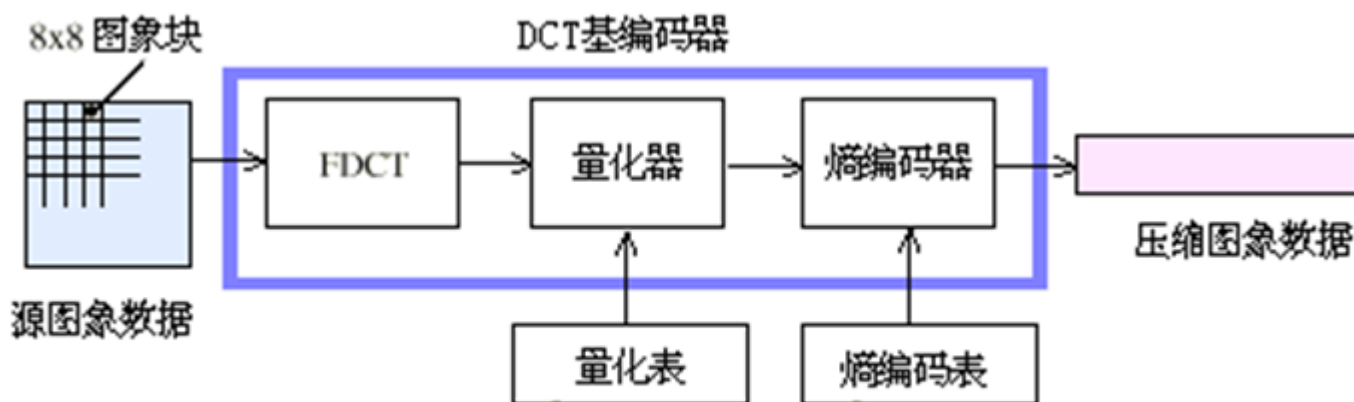 8x8 图象块
DCT基编码器
FDCT
量化器
熵编码器
压缩图象数据
源图象数据
量化表
熵编码表